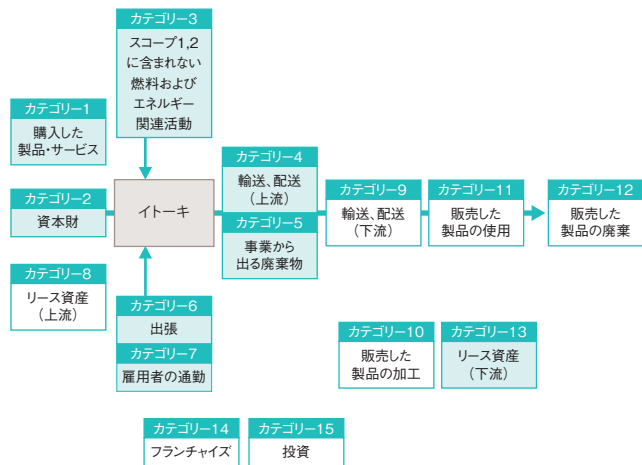 カテゴリー3
スコープ1,2
に含まれない
燃料および
エネルギー
関連活動
カテゴリー1
購入した
製品・サービス
カテゴリー2
資本財
カテゴリー8
リース資産
(上流)
イトーキ
カテゴリー6
出張
カテゴリー7
雇用者の通勤
カテゴリー4
輸送、配送
(上流)
カテゴリー5
事業から
出る廃棄物
カテゴリー9
輸送、配送
(下流)
カテゴリー11
販売した
製品の使用
カテゴリー12
販売した
製品の廃棄
カテゴリー10
販売した
製品の加工
カテゴリー13
リース資産
(下流)
カテゴリー14
フランチャイズ
カテゴリー15
投資